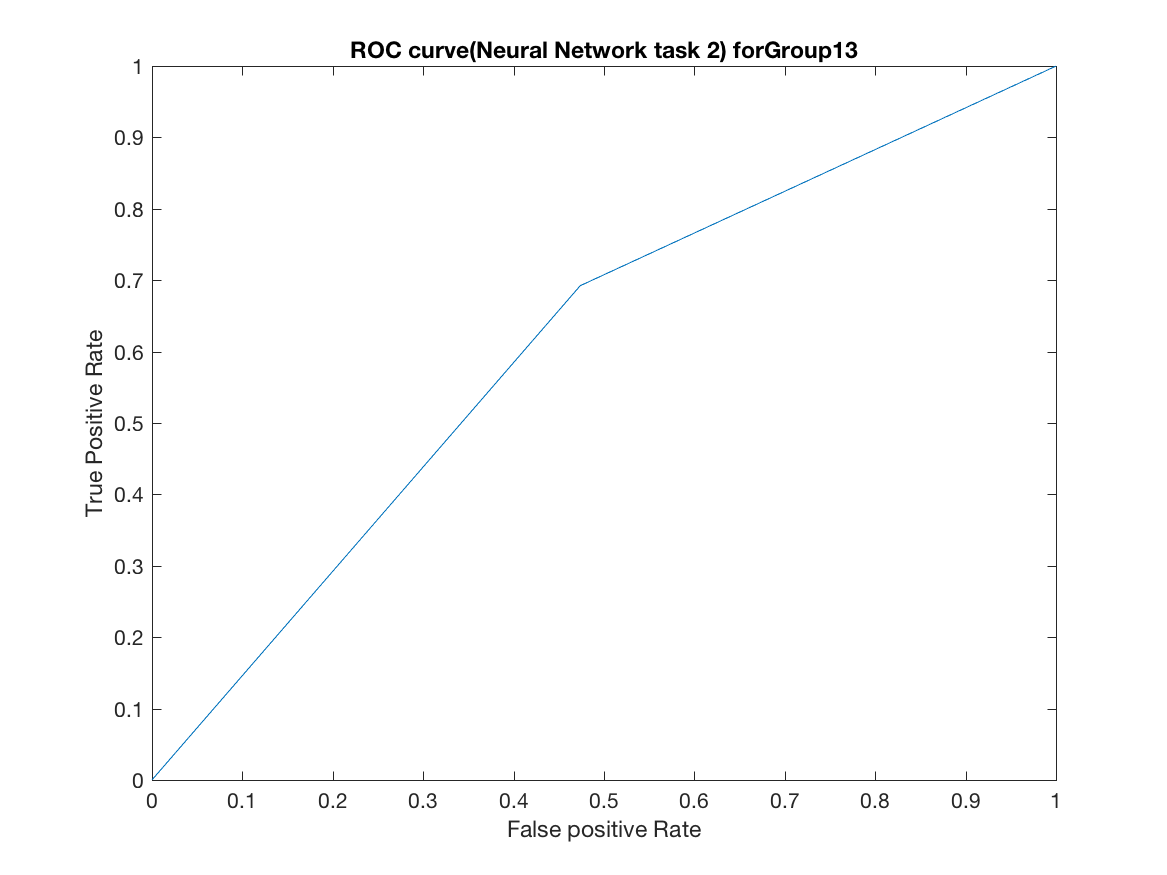 ROC curve(Neural Network task 2) forGroup13
1
0.9
0.8
0.7
0.6
0.5
0.4
0.3
0.2
0.1
0
True Positive Rate
0 0.1 0.2 0.3 0.4 0.5 0.6 0.7 0.8 0.9 1
False positive Rate